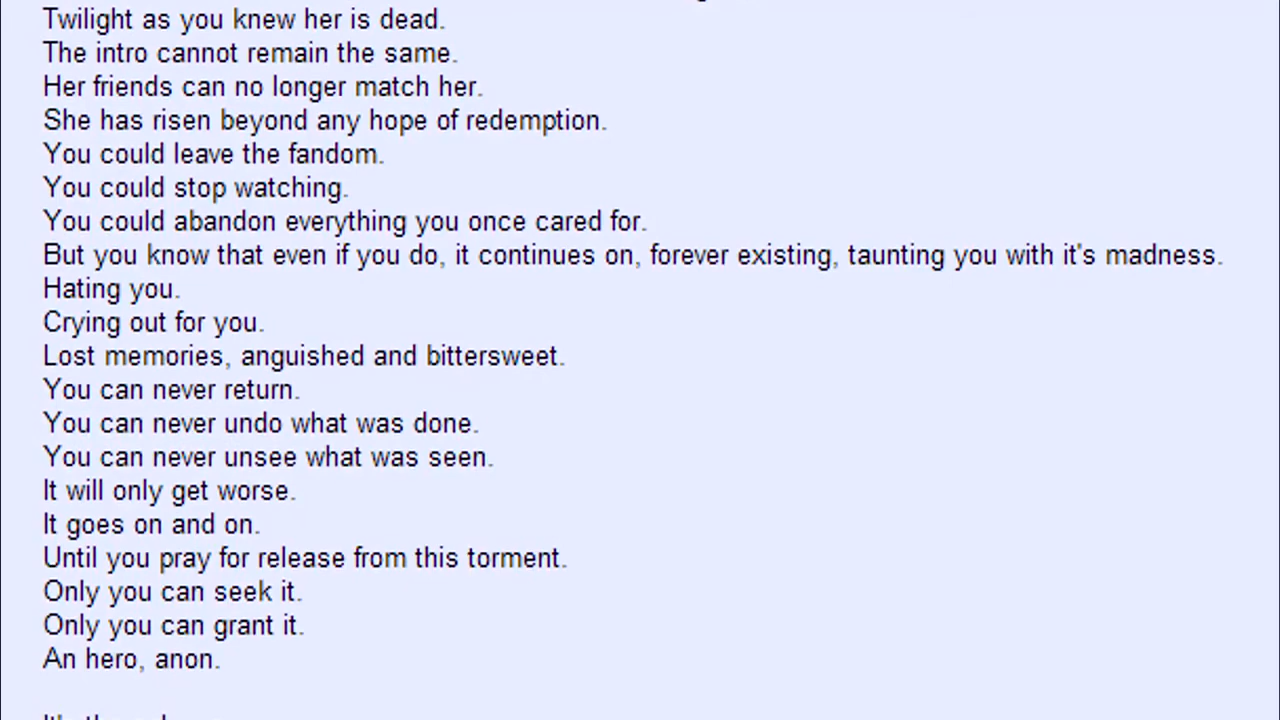 Twilight as you knew her is dead.
The intro cannot remain the same.
Her friends can no longer match her.
She has risen beyond any hope of redemption.
You could leave the fandom.
You could stop watching.
You could abandon everything you once cared for.
But you know that even if you do, it continues on, forever existing, taunting you with it's madness.
Hating you.
Crying out for you.
Lost memories, anguished and bittersweet.
You can never return.
You can never undo what was done.
You can never unsee what was seen.
It will only get worse.
It goes on and on.
Until you pray for release from this torment.
Only you can seek it.
Only you can grant it.
An hero, anon.